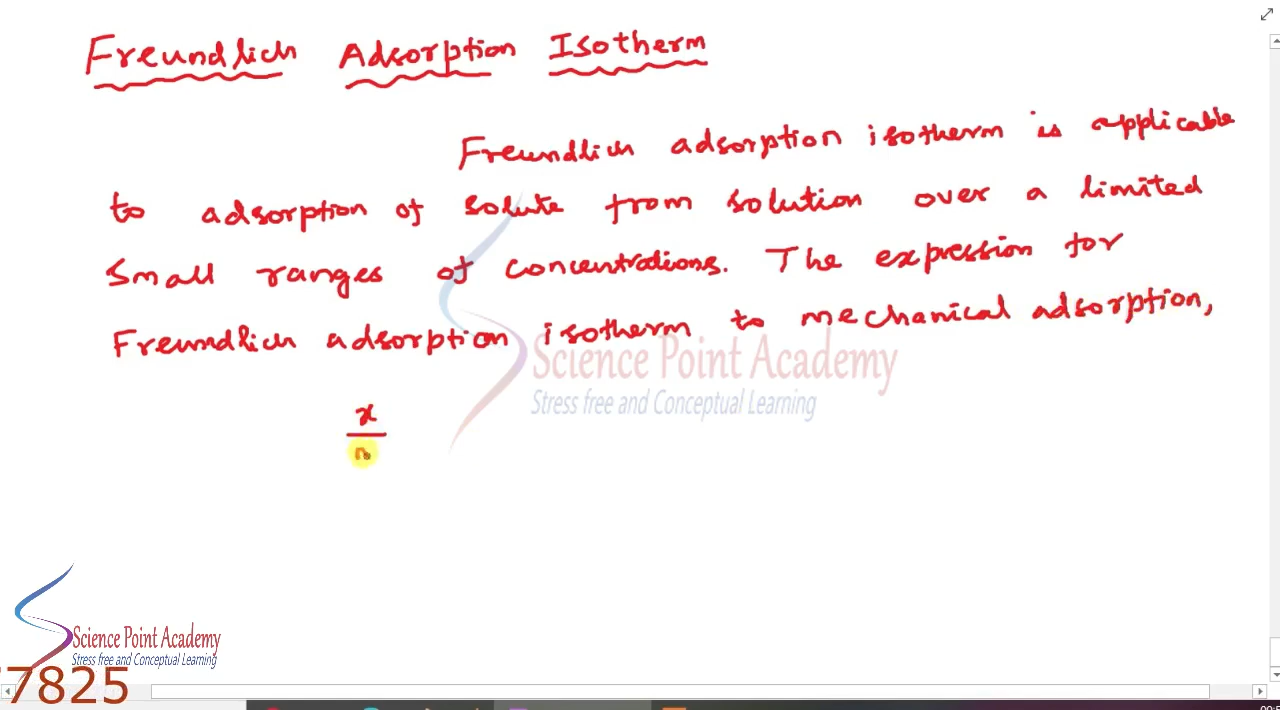 Freundlich Adsorption Isotherm
Freundlich adsorption isotherm is applicable
to adsorption of solute from solution over a limited
small ranges of concentrations. The expression for
Freundlich adsorption isotherm to mechanical adsorption,
x
Science Point Academy
Stress free and Conceptual Learning
Science Point Academy
Stress free and Conceptual Learning
7825